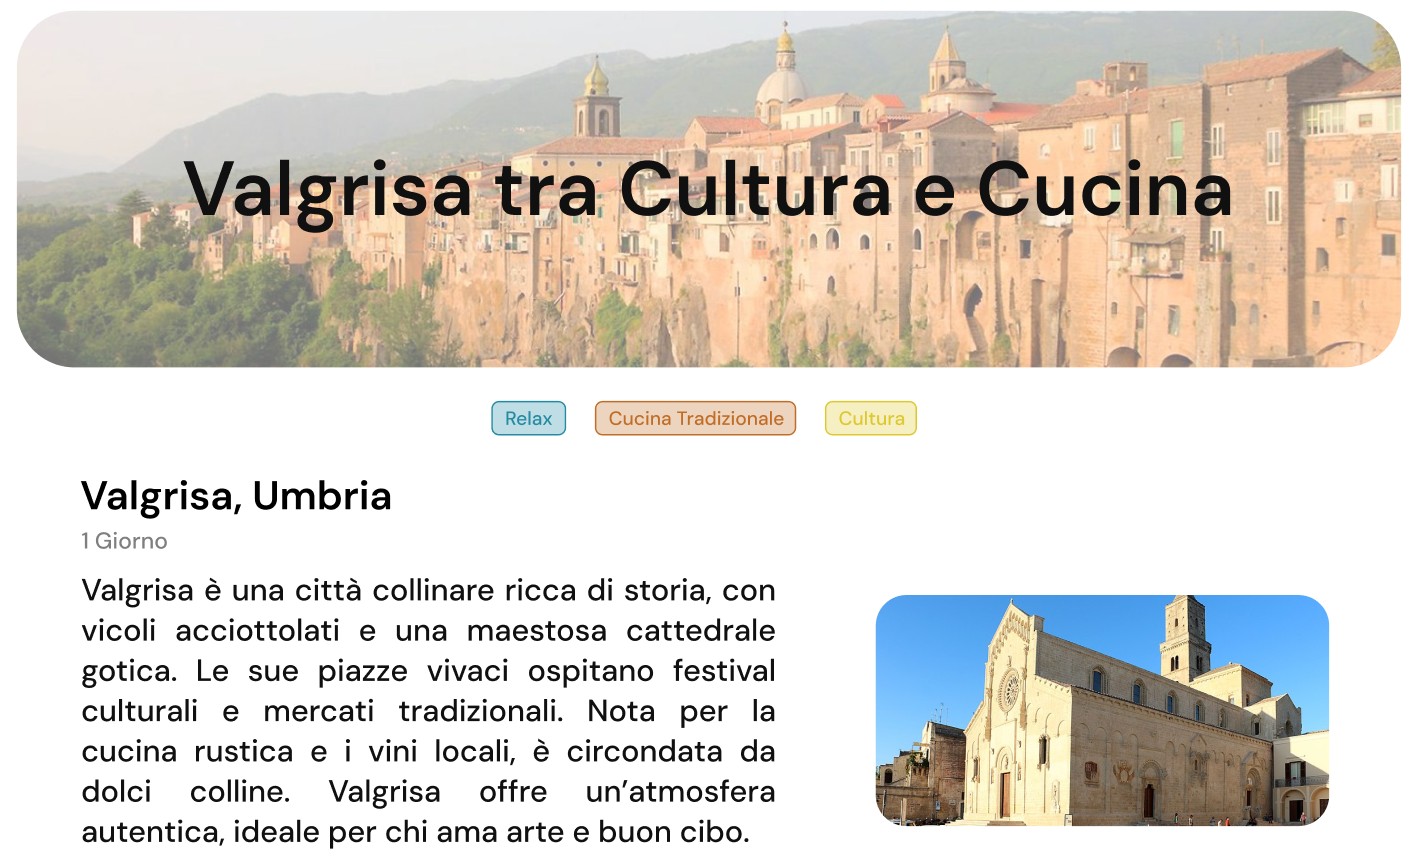 Valgrisa tra Cultura e Cucina
Relax Cucina Tradizionale Cultura
Valgrisa, Umbria
1 Giorno
Valgrisa è una città collinare ricca di storia, con
vicoli acciottolati e una maestosa cattedrale
gotica. Le sue piazze vivaci ospitano festival
culturali e mercati tradizionali. Nota per la
cucina rustica e i vini locali, è circondata da
dolci colline. Valgrisa offre un’atmosfera
autentica, ideale per chi ama arte e buon cibo.